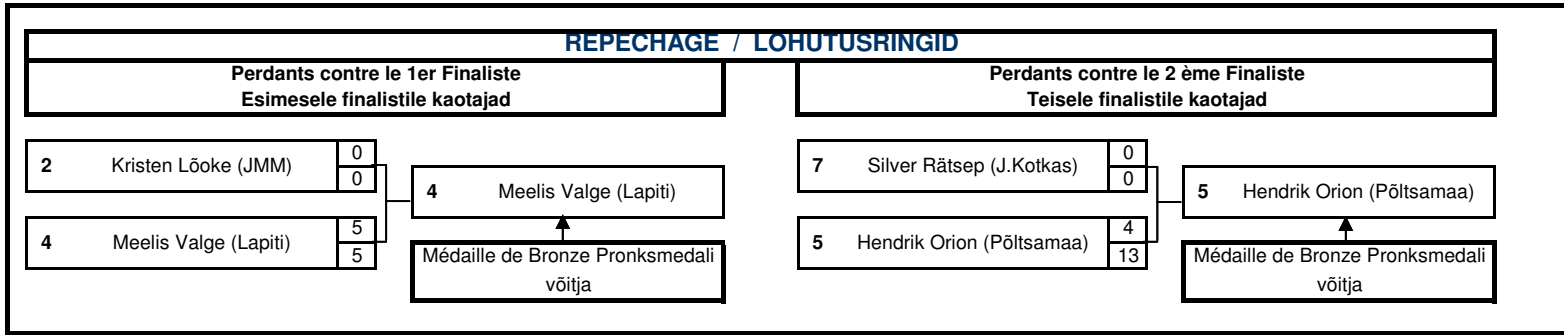 REPECHAGE / LOHUTUSRINGID
Perdants contre le 1er Finaliste
Esimesele finalistile kaotajad
Perdants contre le 2 ème Finaliste
Teisele finalistile kaotajad
2 Kristen Lõoke (JMM) 0
0
4 Meelis Valge (Lapiti)
4 Meelis Valge (Lapiti) 5
5
Médaille de Bronze Pronksmedali
võitja
7 Silver Rätsep (J.Kotkas) 0
0
5 Hendrik Orion (Põltsamaa)
5 Hendrik Orion (Põltsamaa) 4
13
Médaille de Bronze Pronksmedali
võitja